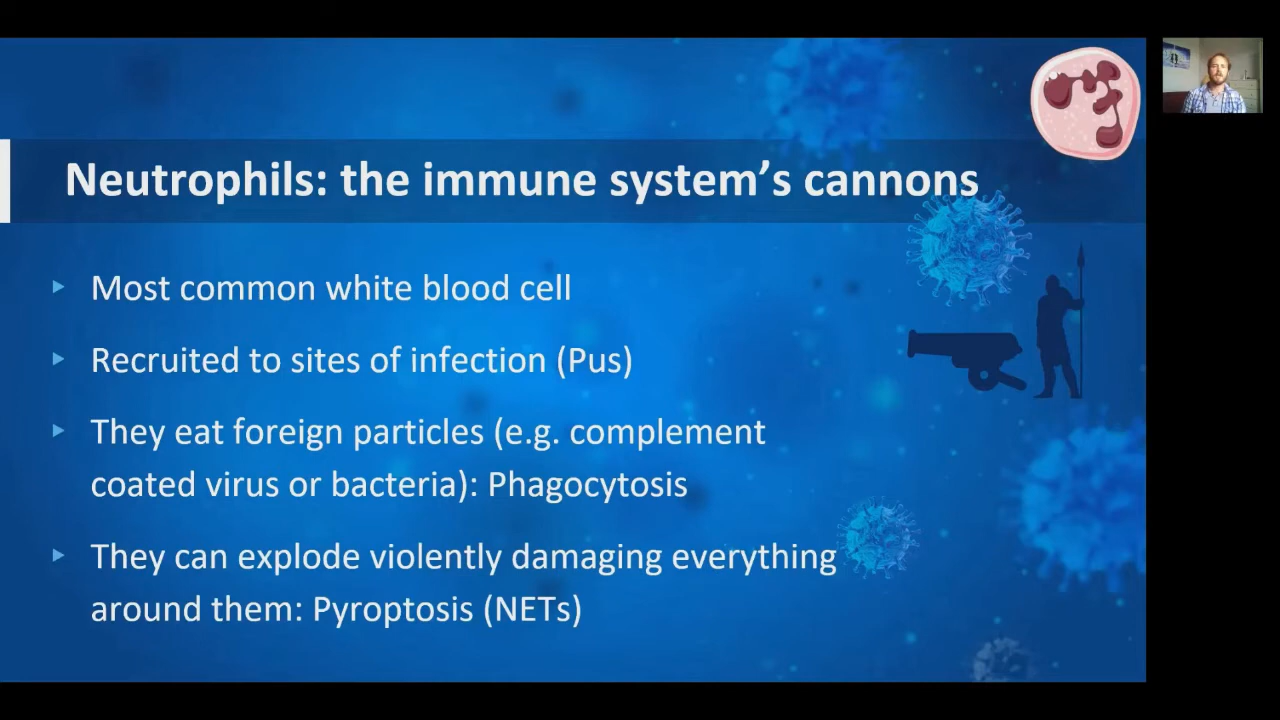 Neutrophils: the immune system’s cannons
Most common white blood cell
Recruited to sites of infection (Pus)
They eat foreign particles (e.g. complement
coated virus or bacteria): Phagocytosis
They can explode violently damaging everything
around them: Pyroptosis (NETs)